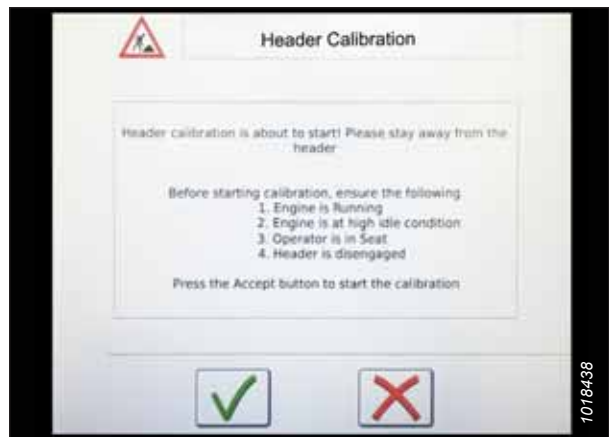 Header Calibration
Header calibration is about to start! Please stay away from the
header
Before starting calibration, ensure the following
1. Engine is Running
2. Engine is at high idle condition
3. Operator is in Seat
4. Header is disengaged
Press the Accept button to start the calibration
1018438